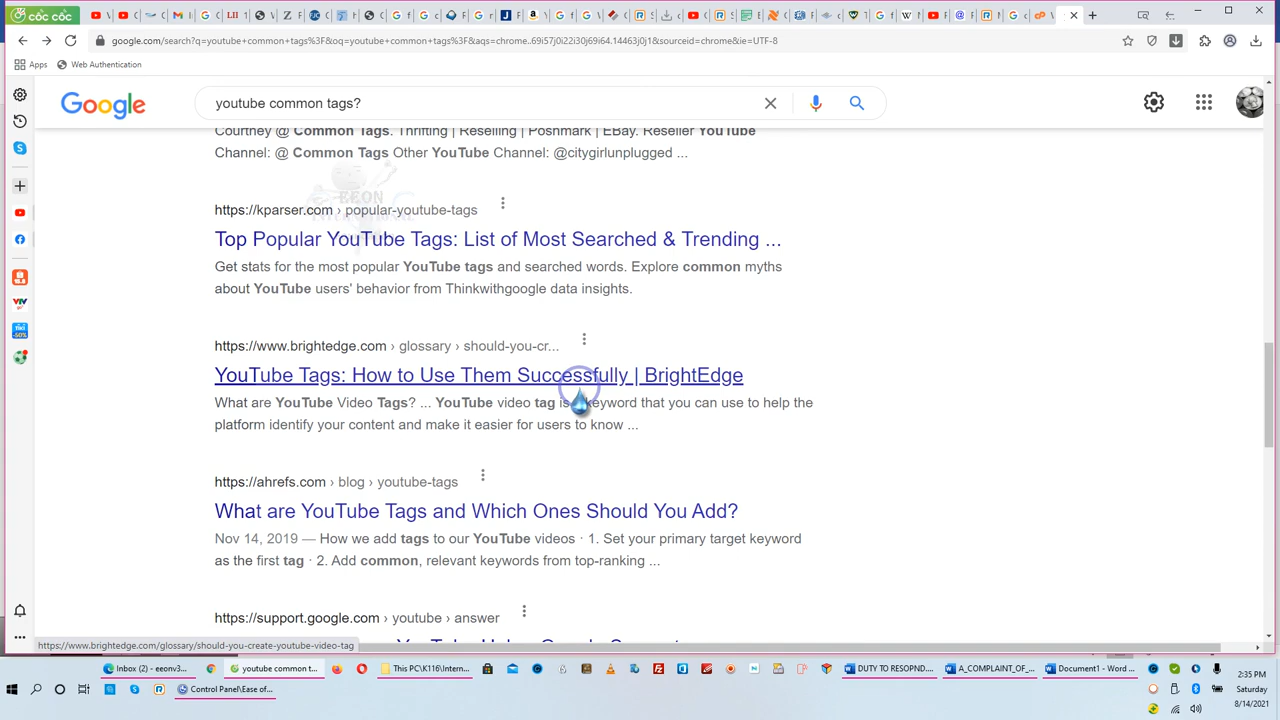 cốc cốc
google.com/search?q=youtube+common+tags%3F&oq=youtube+common+tags%3F&aqs=chrome..69i57j0i22i30j69i64.14463j0j1&sourceid=chrome&ie=UTF-8
Apps Web Authentication
Google youtube common tags?
Courtney @ Common Tags. Thrifting | Reselling | Poshmark | EBay. Reseller YouTube
Channel: @ Common Tags Other YouTube Channel: @citygirlunplugged ...
https://kparser.com › popular-youtube-tags
Top Popular YouTube Tags: List of Most Searched & Trending ...
Get stats for the most popular YouTube tags and searched words. Explore common myths
about YouTube users' behavior from Thinkwithgoogle data insights.
https://www.brightedge.com › glossary › should-you-cr...
YouTube Tags: How to Use Them Successfully | BrightEdge
What are YouTube Video Tags? ... YouTube video tag is keyword that you can use to help the
platform identify your content and make it easier for users to know ...
https://ahrefs.com › blog › youtube-tags
What are YouTube Tags and Which Ones Should You Add?
Nov 14, 2019 — How we add tags to our YouTube videos · 1. Set your primary target keyword
as the first tag · 2. Add common, relevant keywords from top-ranking ...
https://support.google.com › youtube › answer
https://www.brightedge.com/glossary/should-you-create-youtube-video-tag
Inbox (2) - eeonv3... youtube common t... This PC\K116\Intern... DUTY TO RESOPND.... A_COMPLAINT_OF_... Document1 - Word ...
2:35 PM
Control Panel\Ease of...
Saturday
8/14/2021